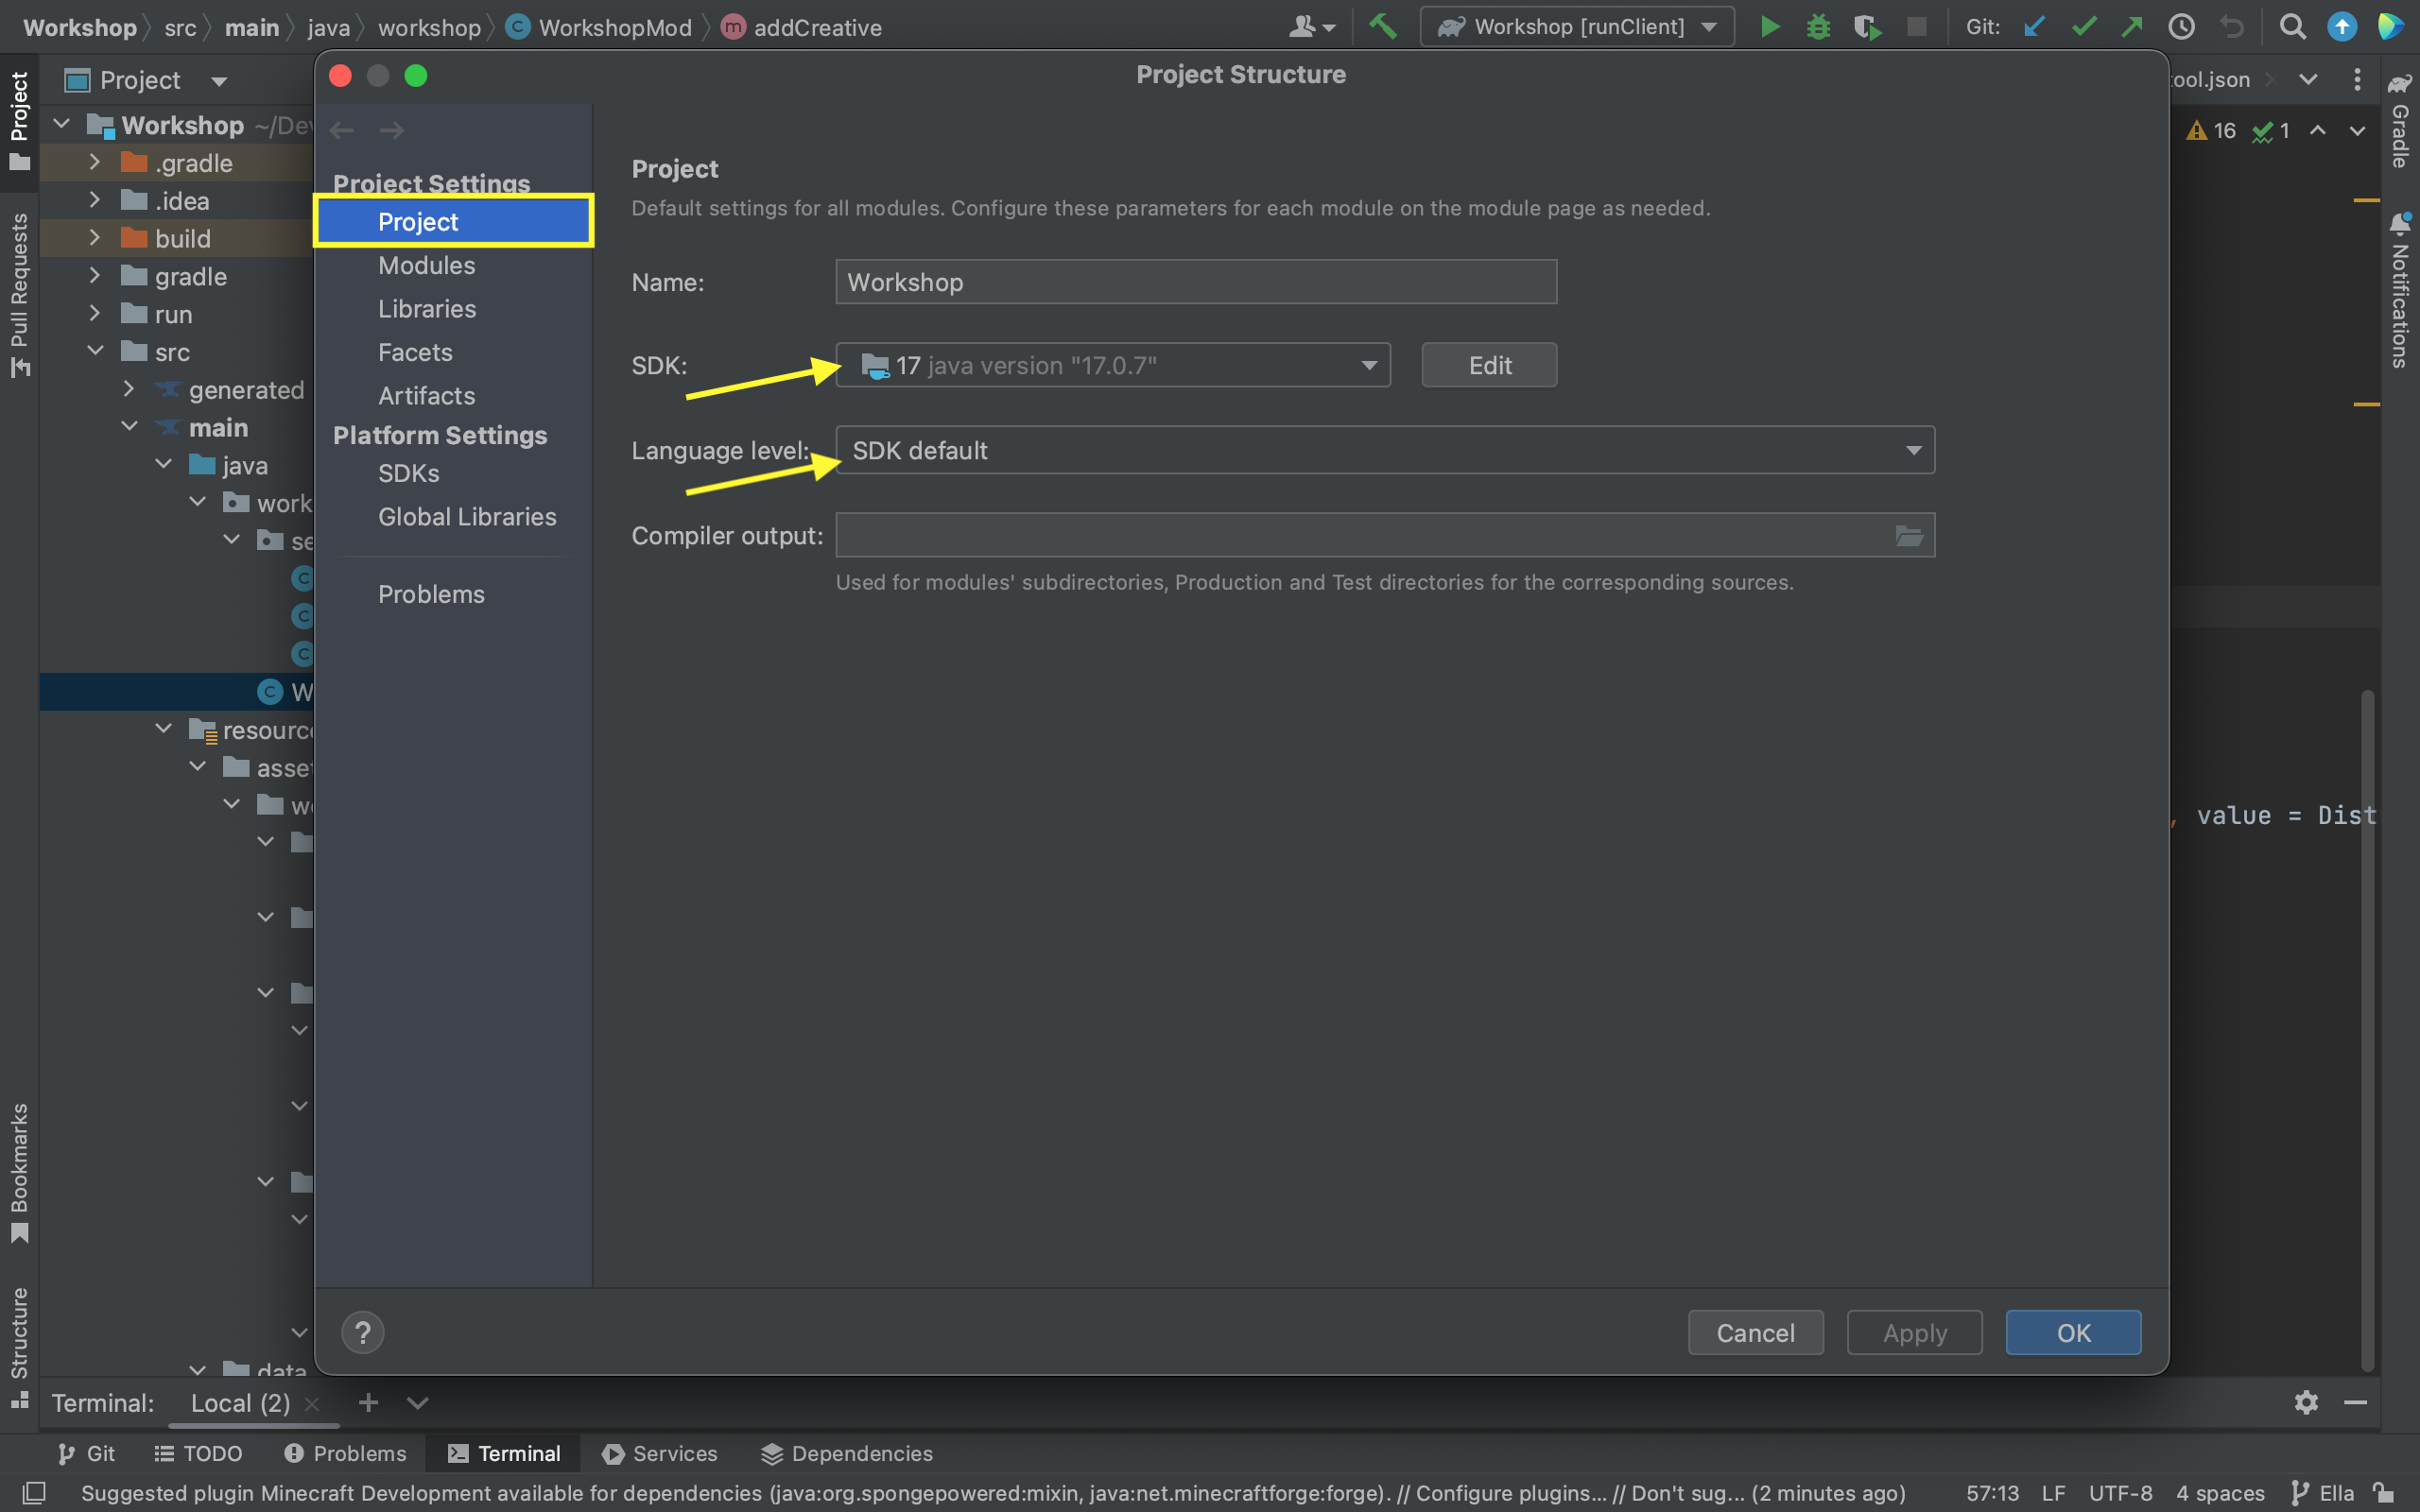 Workshop src main java workshop WorkshopMod addCreative Workshop [runClient] Git:
Project
tool.json
Project
Pull Requests
Bookmarks
Structure
Workshop
.gradle
.idea
build
gradle
run
src
generated
main
java
work
se
W
resourc
asset
wo
data
Project Structure
Project Settings
Project
Modules
Libraries
Facets
Artifacts
Platform Settings
SDKs
Global Libraries
Problems
Project
Default settings for all modules. Configure these parameters for each module on the module page as needed.
Name: Workshop
SDK: 17 java version "17.0.7" Edit
Language level: SDK default
Compiler output:
Used for modules' subdirectories, Production and Test directories for the corresponding sources.
? Cancel Apply OK
16 1
, value = Dist
Gradle
Notifications
Terminal: Local (2)
Git TODO Problems Terminal Services Dependencies
Suggested plugin Minecraft Development available for dependencies (java:org.spongepowered:mixin, java:net.minecraftforge:forge). // Configure plugins... // Don't sug... (2 minutes ago) 57:13 LF UTF-8 4 spaces Ella